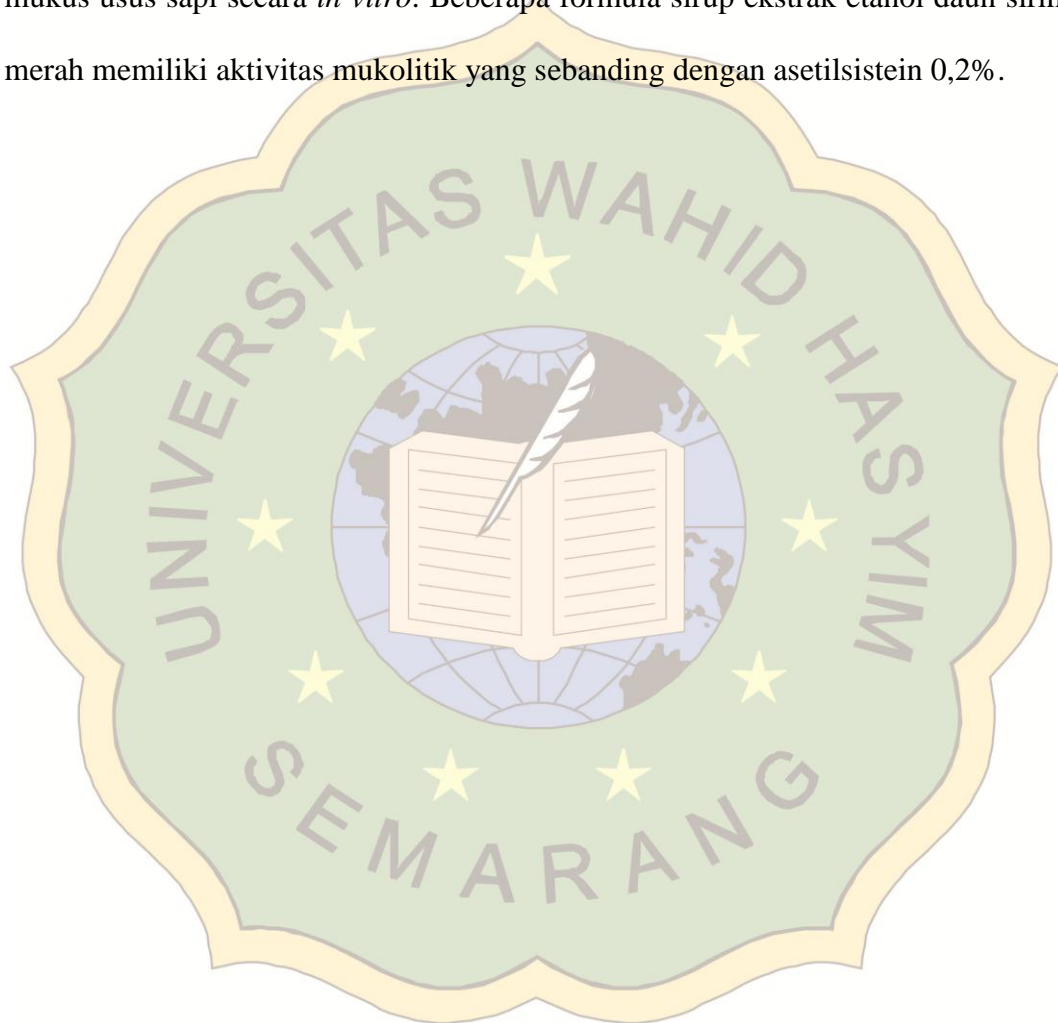 mukus usus sapi secara in vitro. Beberapa formula sirup ekstrak etanol daun sirih
merah memiliki aktivitas mukolitik yang sebanding dengan asetilsistein 0,2%.
UNIVERSITAS WAHID HASYIM
SEMARANG